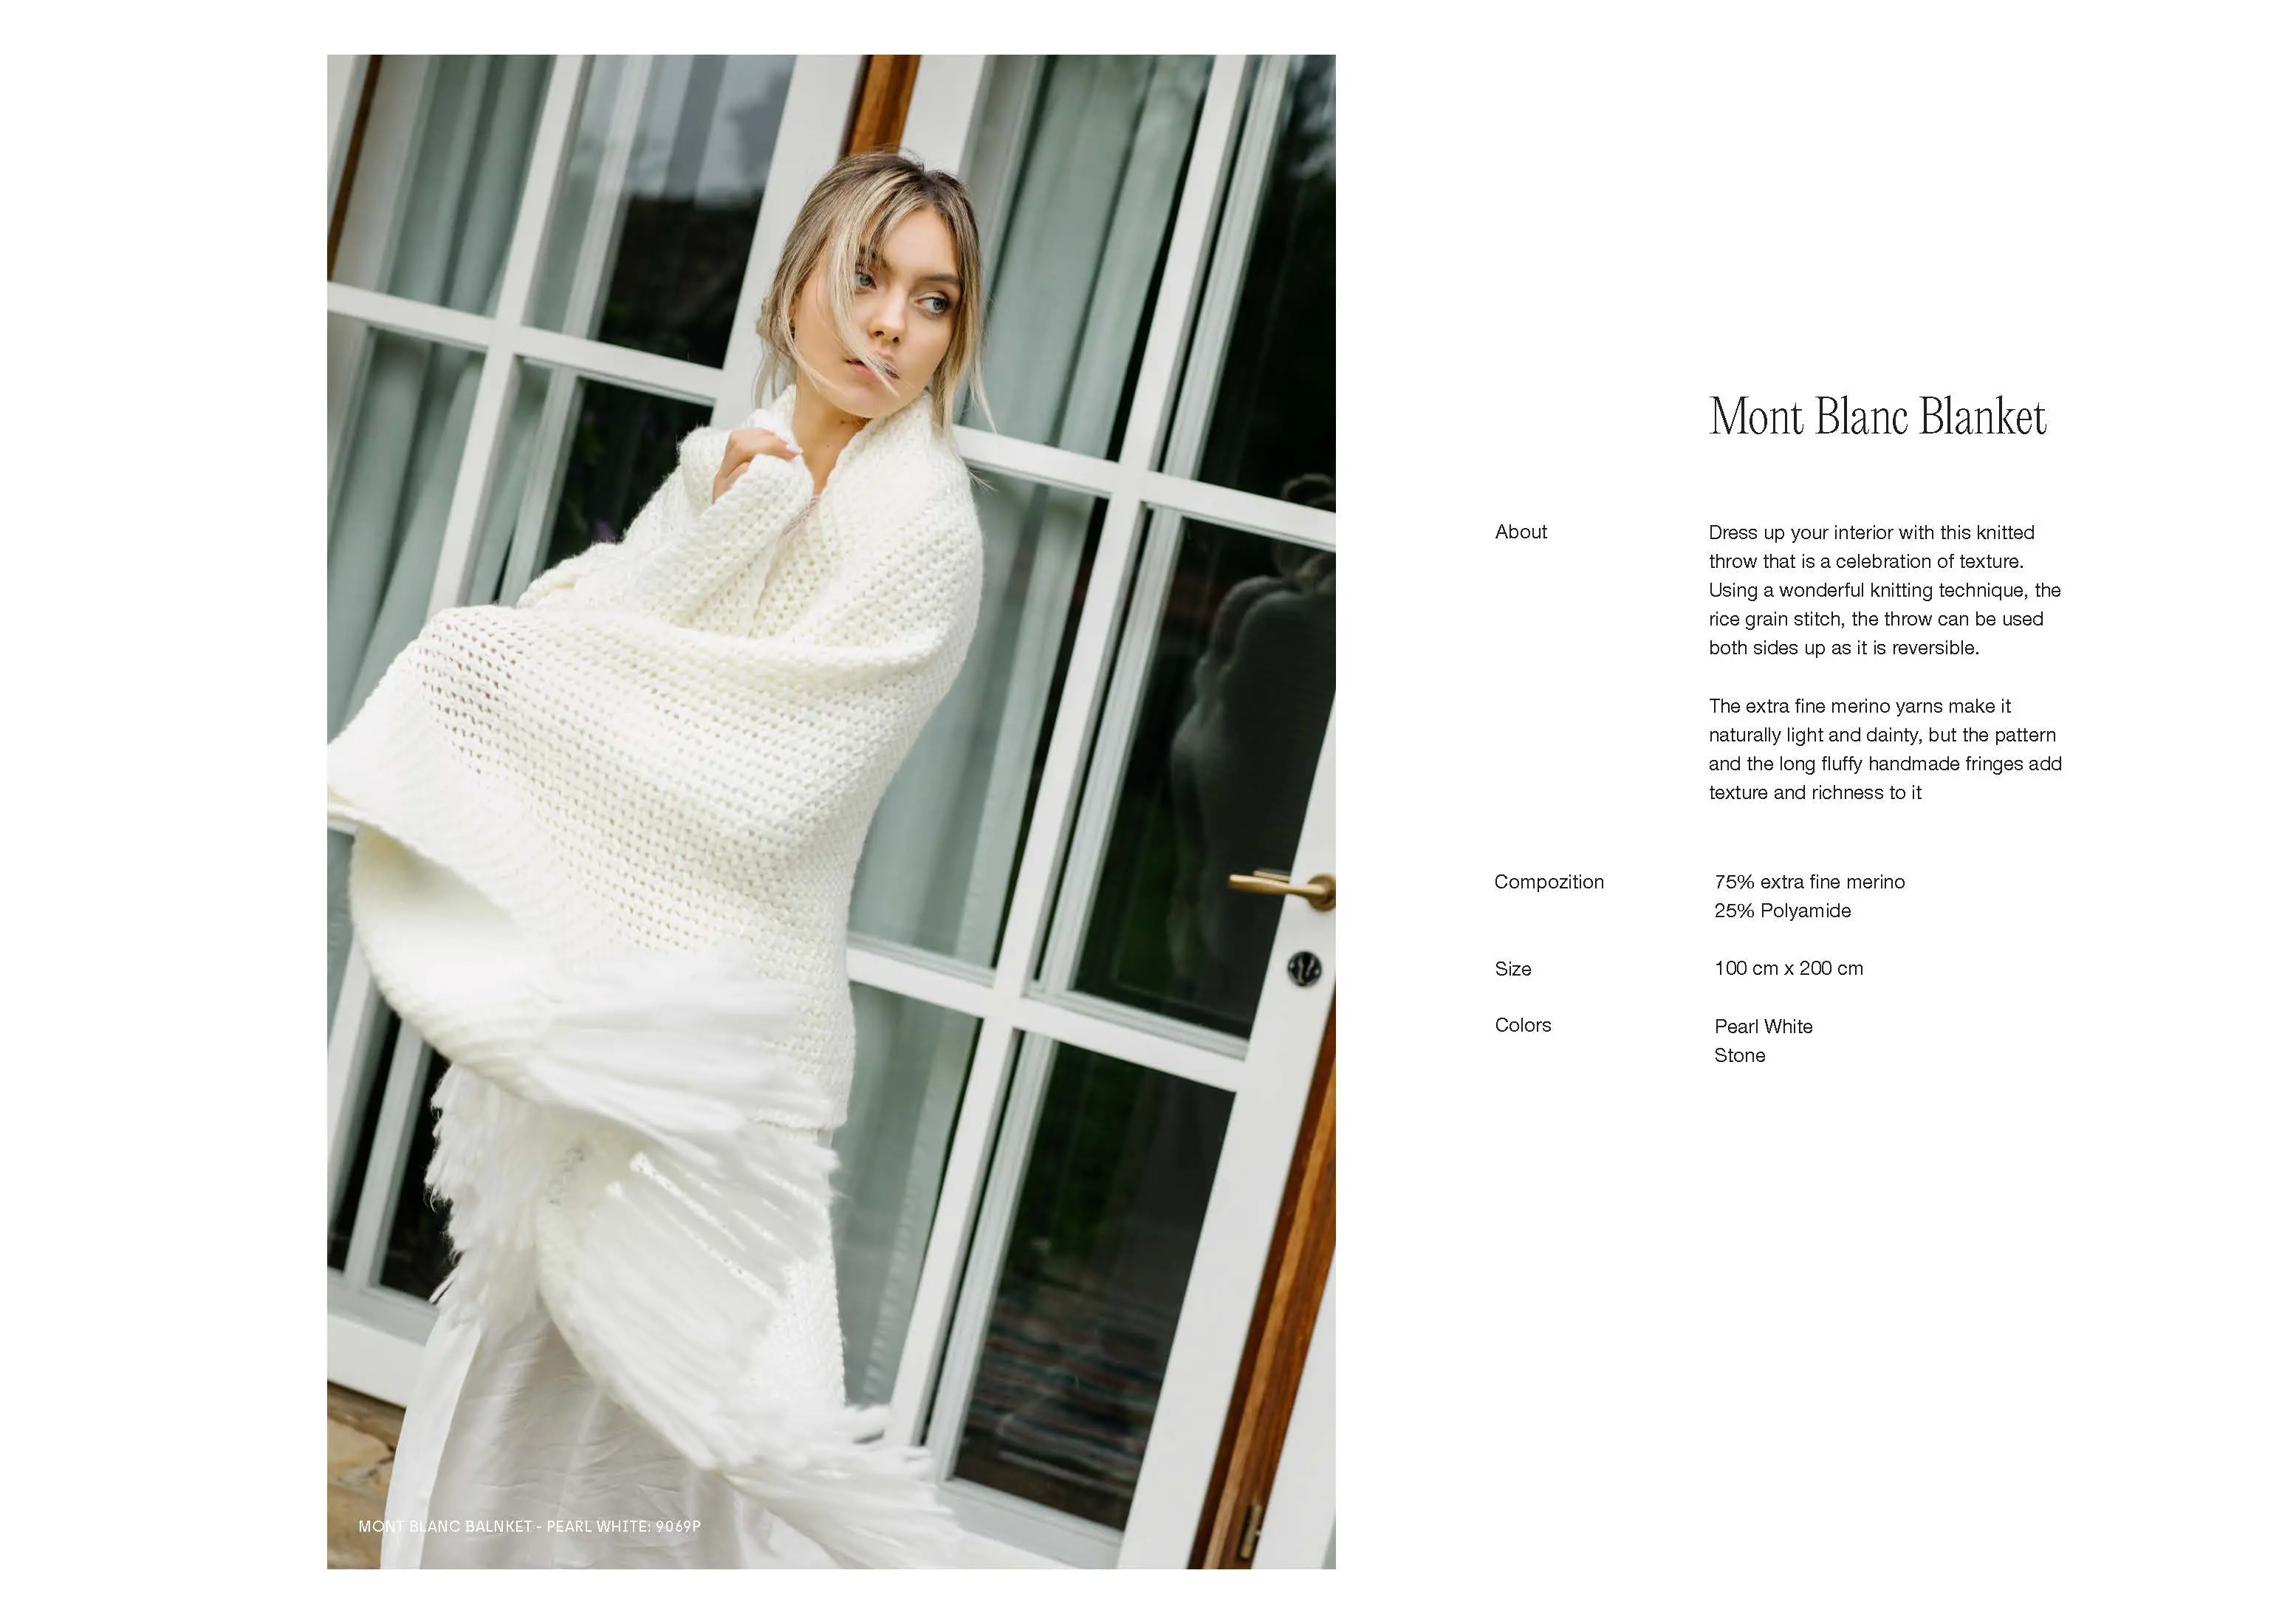 Mont Blanc Blanket
About
Dress up your interior with this knitted
throw that is a celebration of texture.
Using a wonderful knitting technique, the
rice grain stitch, the throw can be used
both sides up as it is reversible.
The extra fine merino yarns make it
naturally light and dainty, but the pattern
and the long fluffy handmade fringes add
texture and richness to it
Compozition
75% extra fine merino
25% Polyamide
Size
100 cm x 200 cm
Colors
Pearl White
Stone
MONT BLANC BALNKET - PEARL WHITE: 9069P